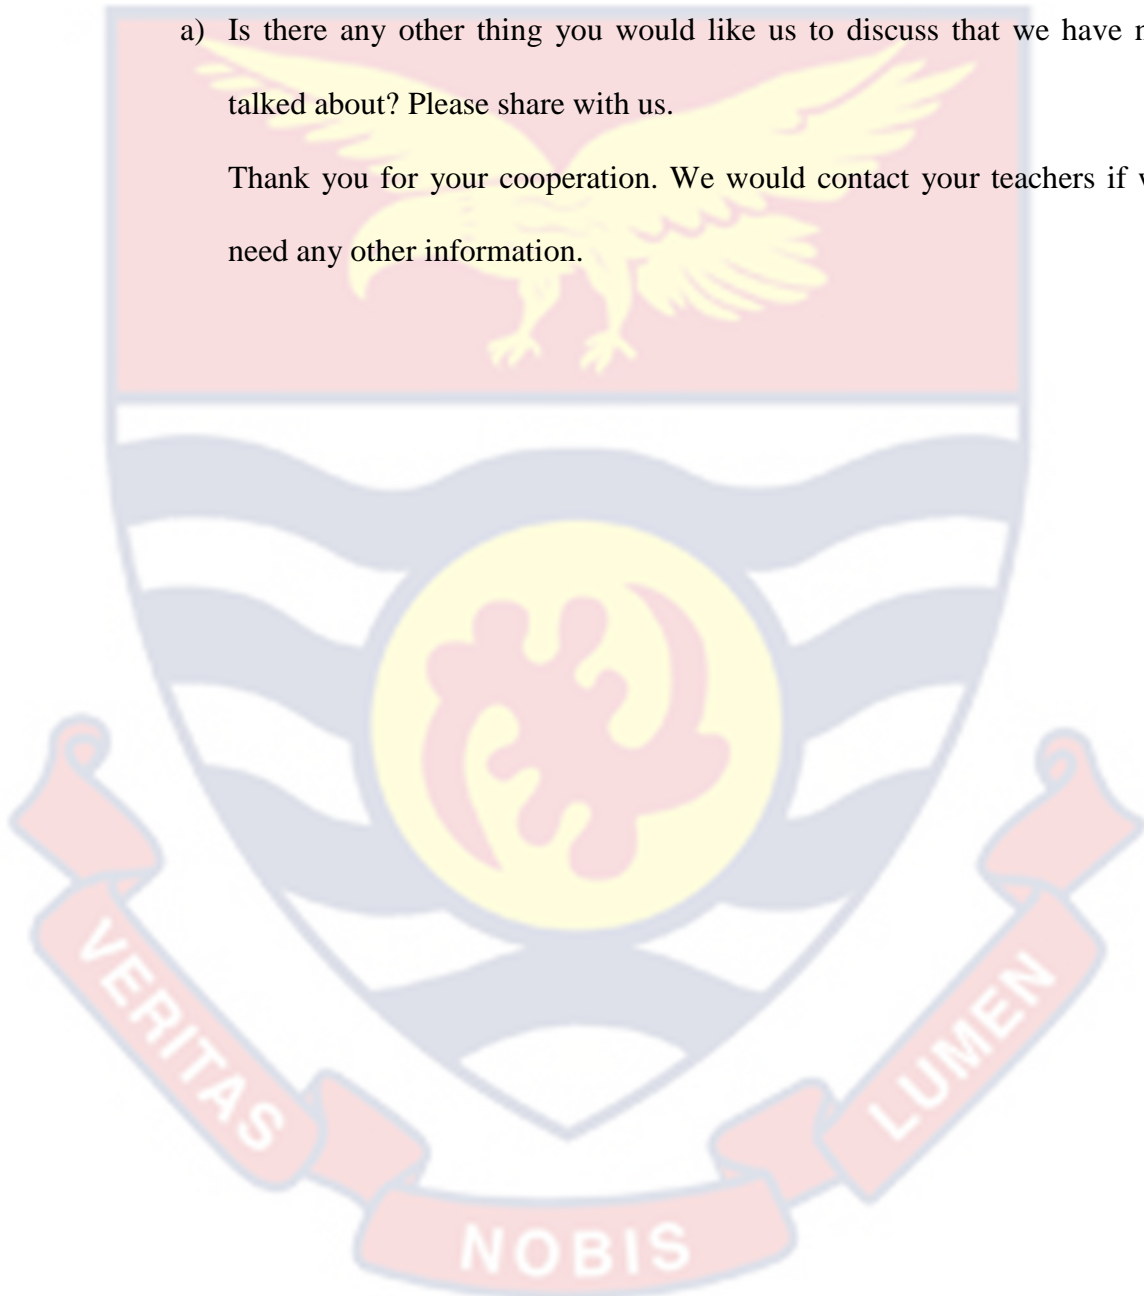 a) Is there any other thing you would like us to discuss that we have n
talked about? Please share with us.
Thank you for your cooperation. We would contact your teachers if
need any other information.
VERITAS
NOBIS
LUMEN